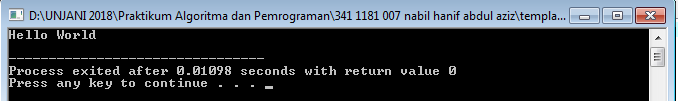 D:\UNJANI 2018\Praktikum Algoritma dan Pemrograman\341 1181 007 nabil hanif abdul aziz\templa...
Hello World
--------------------------------
Process exited after 0.01098 seconds with return value 0
Press any key to continue . . .